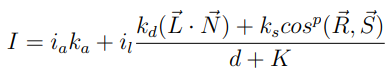 $I = i_a k_a + i_l \frac{k_d(\vec{L} \cdot \vec{N}) + k_s cos^p(\vec{R}, \vec{S})}{d + K}$